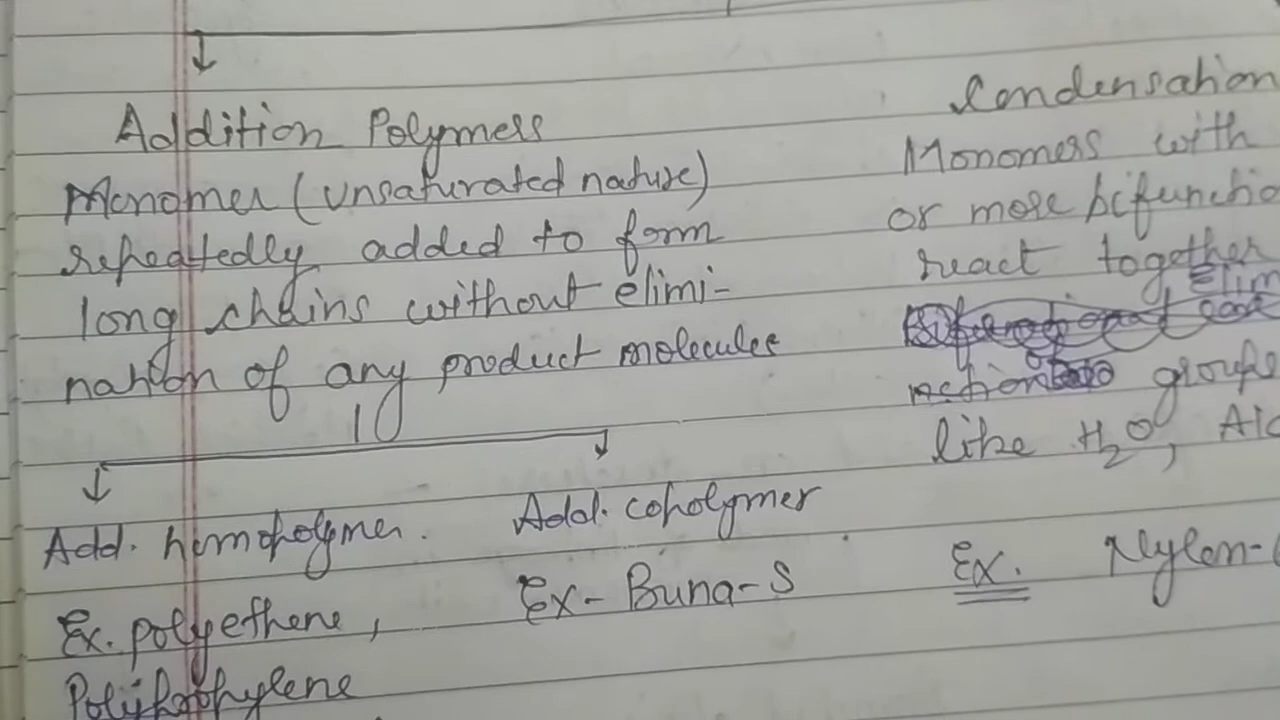 Addition Polymers
Monomer (unsaturated nature)
repeatedly added to form
long chains without elimi-
nation of any product molecules
Add. homopolymer.
Ex. polyethene,
Polypropylene
Add. copolymer
Ex- Buna-S
Condensation
Monomers with
or more bifunctio
react together
elim
groups
like H₂O, Alc
Ex. Nylon-6